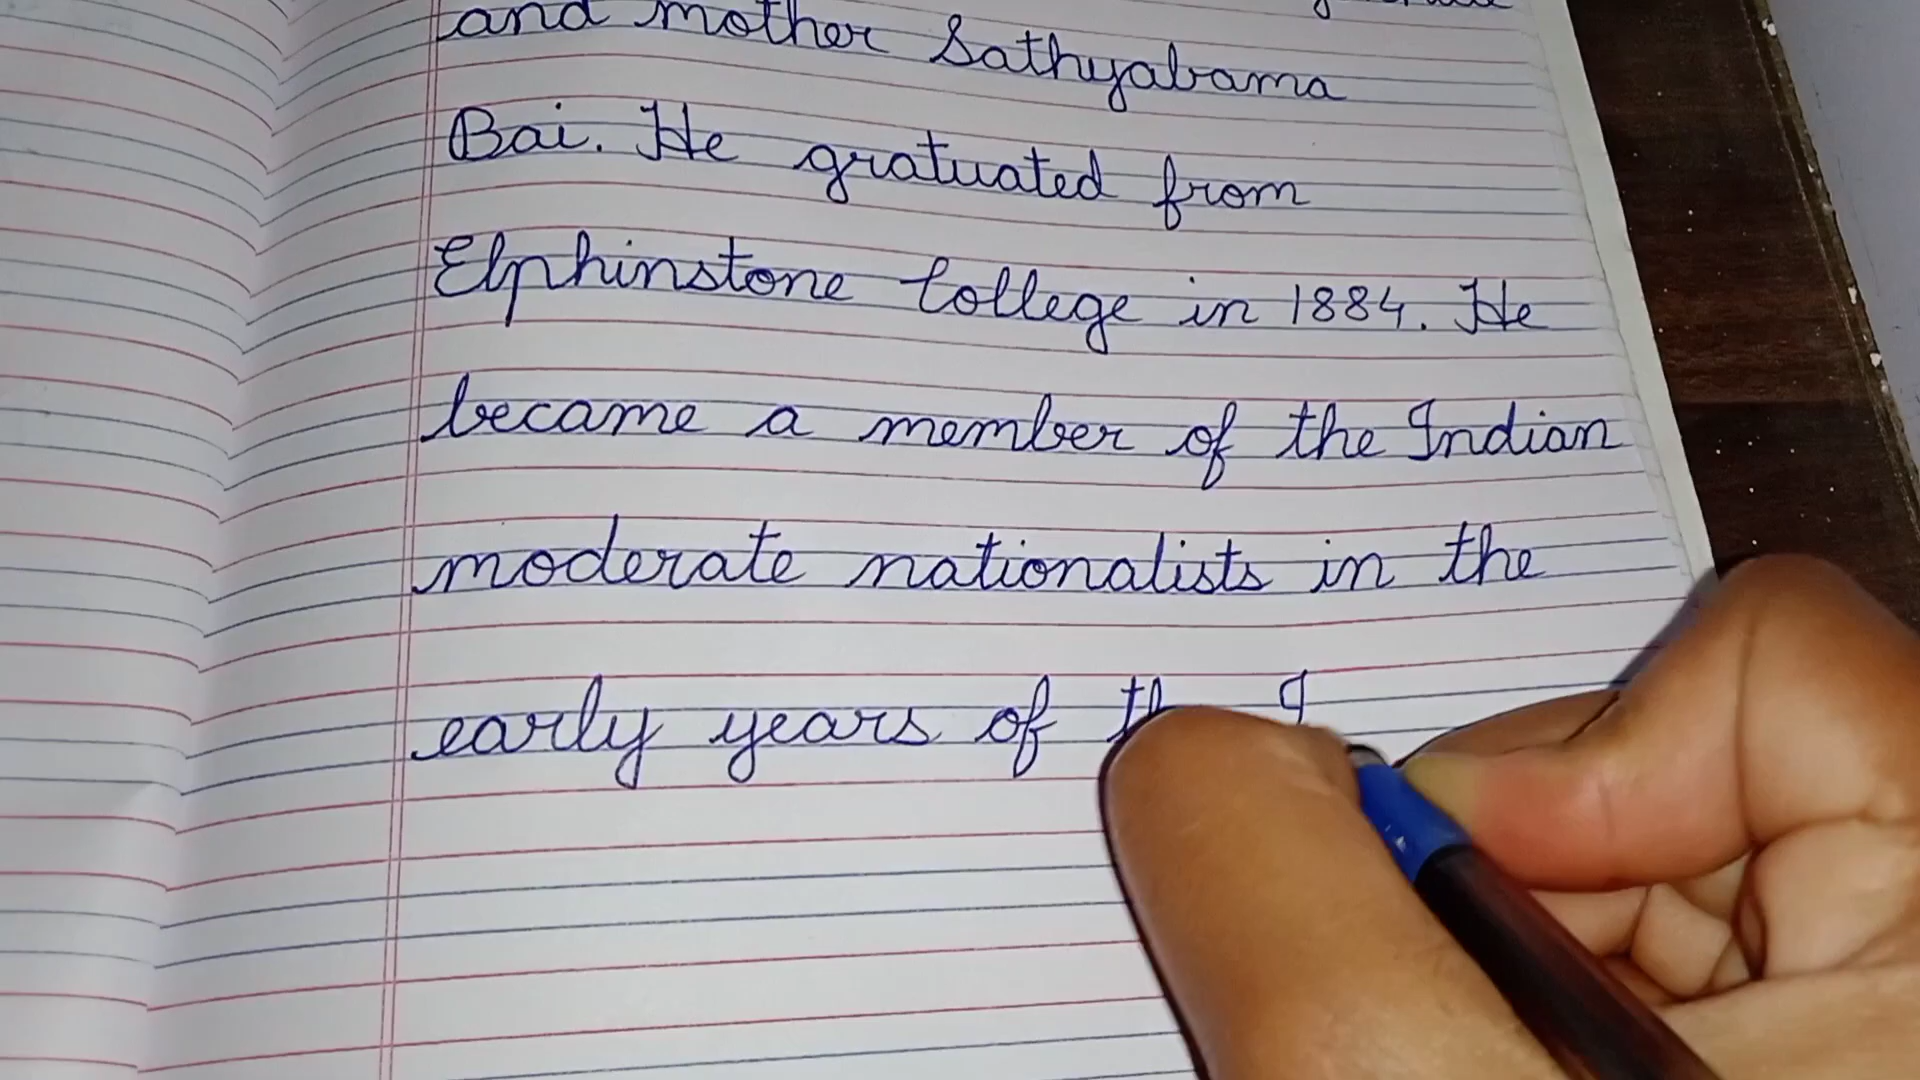 and mother Sathyabama
Bai. He gratuated from
Elphinstone College in 1884. He
became a member of the Indian
moderate nationalists in the
early years of